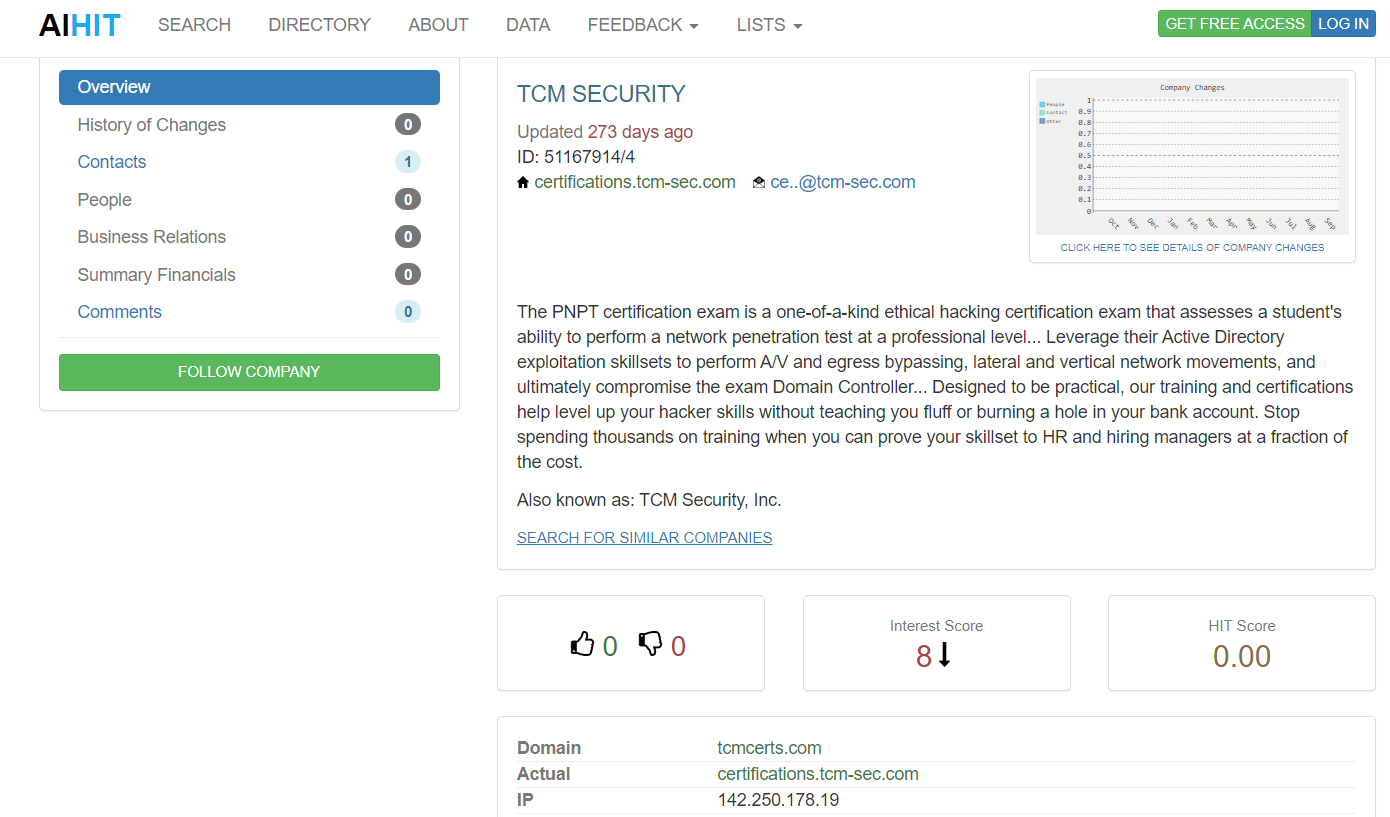 AIHIT SEARCH DIRECTORY ABOUT DATA FEEDBACK LISTS GET FREE ACCESS LOG IN
Overview
History of Changes 0
Contacts 1
People 0
Business Relations 0
Summary Financials 0
Comments 0
FOLLOW COMPANY
TCM SECURITY
Updated 273 days ago
ID: 51167914/4
certifications.tcm-sec.com ce..@tcm-sec.com
Company Changes
People
Contact
Other
1
0.9
0.8
0.7
0.6
0.5
0.4
0.3
0.2
0.1
0
Oct Nov Dec Jan Feb Mar Apr May Jun Jul Aug Sep
CLICK HERE TO SEE DETAILS OF COMPANY CHANGES
The PNPT certification exam is a one-of-a-kind ethical hacking certification exam that assesses a student's
ability to perform a network penetration test at a professional level... Leverage their Active Directory
exploitation skillsets to perform A/V and egress bypassing, lateral and vertical network movements, and
ultimately compromise the exam Domain Controller... Designed to be practical, our training and certifications
help level up your hacker skills without teaching you fluff or burning a hole in your bank account. Stop
spending thousands on training when you can prove your skillset to HR and hiring managers at a fraction of
the cost.
Also known as: TCM Security, Inc.
SEARCH FOR SIMILAR COMPANIES
0 0
Interest Score
8
HIT Score
0.00
Domain tcmcerts.com
Actual certifications.tcm-sec.com
IP 142.250.178.19